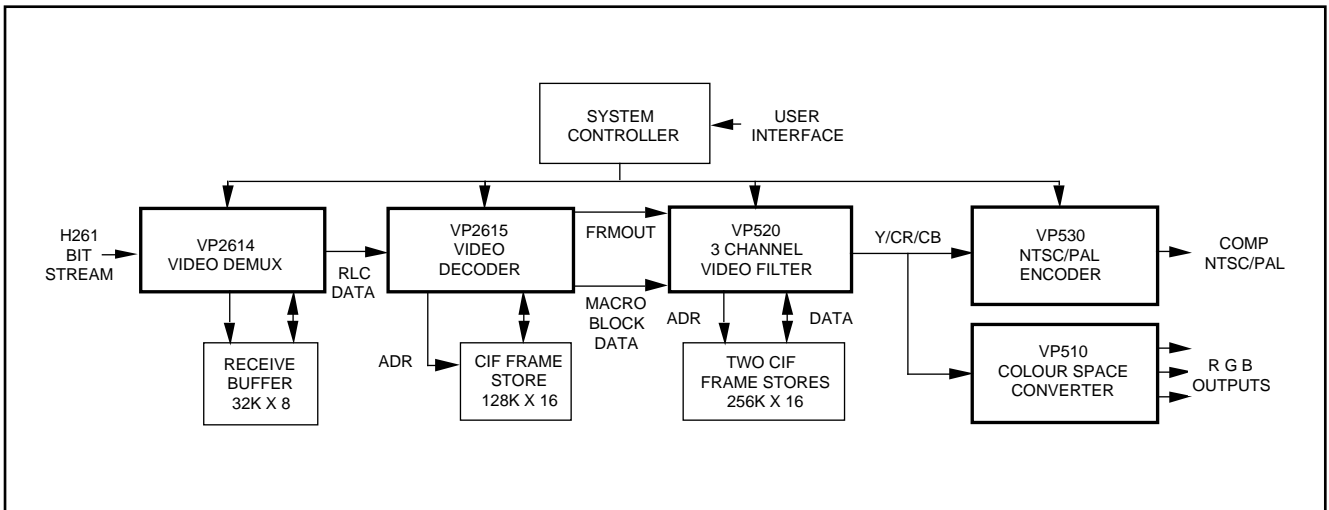 SYSTEM
CONTROLLER
USER
INTERFACE
H261
BIT
STREAM
VP2614
VIDEO DEMUX
RLC
DATA
VP2615
VIDEO
DECODER
FRMOUT
MACRO
BLOCK
DATA
VP520
3 CHANNEL
VIDEO FILTER
Y/CR/CB
VP530
NTSC/PAL
ENCODER
COMP
NTSC/PAL
RECEIVE
BUFFER
32K X 8
ADR
CIF FRAME
STORE
128K X 16
ADR
DATA
TWO CIF
FRAME STORES
256K X 16
VP510
COLOUR SPACE
CONVERTER
R G B
OUTPUTS